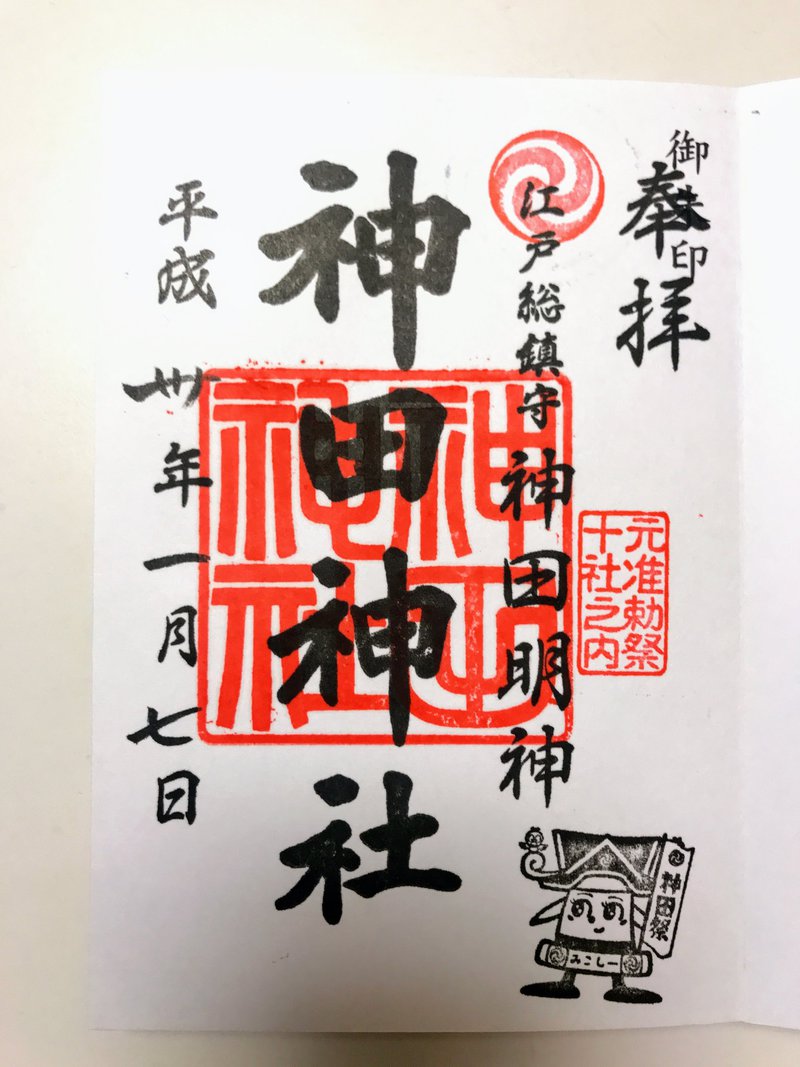 御朱印
奉拝
元准勅祭
十社之内
江戸総鎮守 神田明神
神田神社
神田
神社
平成卅年一月七日
神田祭
みこしー